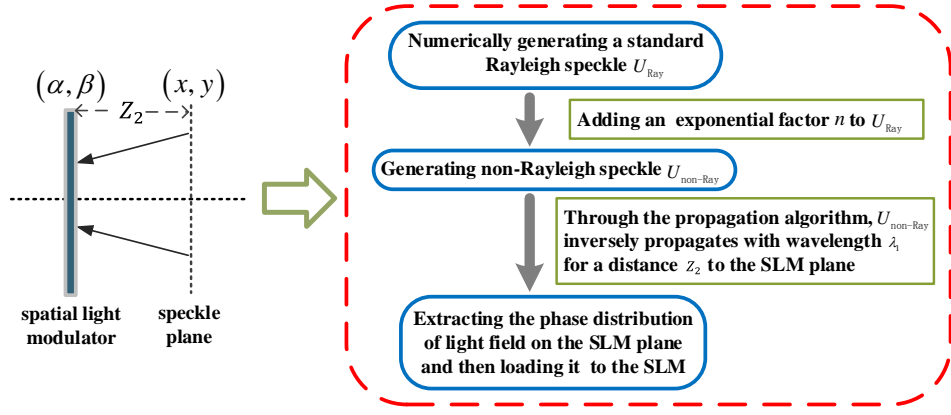 (α, β)
(x, y)
Z₂
spatial light
modulator
speckle
plane
Numerically generating a standard
Rayleigh speckle U_Ray
Adding an exponential factor n to U_Ray
Generating non-Rayleigh speckle U_non-Ray
Through the propagation algorithm, U_non-Ray
inversely propagates with wavelength λ₁
for a distance Z₂ to the SLM plane
Extracting the phase distribution
of light field on the SLM plane
and then loading it to the SLM